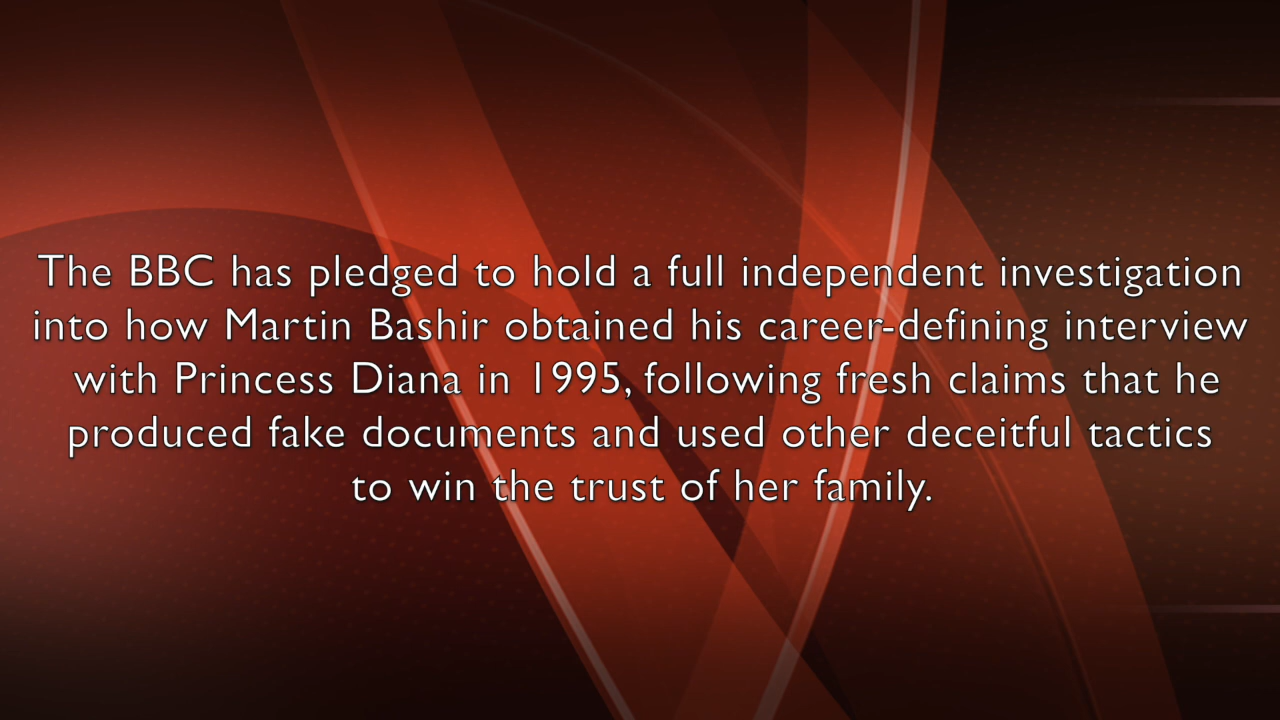 The BBC has pledged to hold a full independent investigation
into how Martin Bashir obtained his career-defining interview
with Princess Diana in 1995, following fresh claims that he
produced fake documents and used other deceitful tactics
to win the trust of her family.